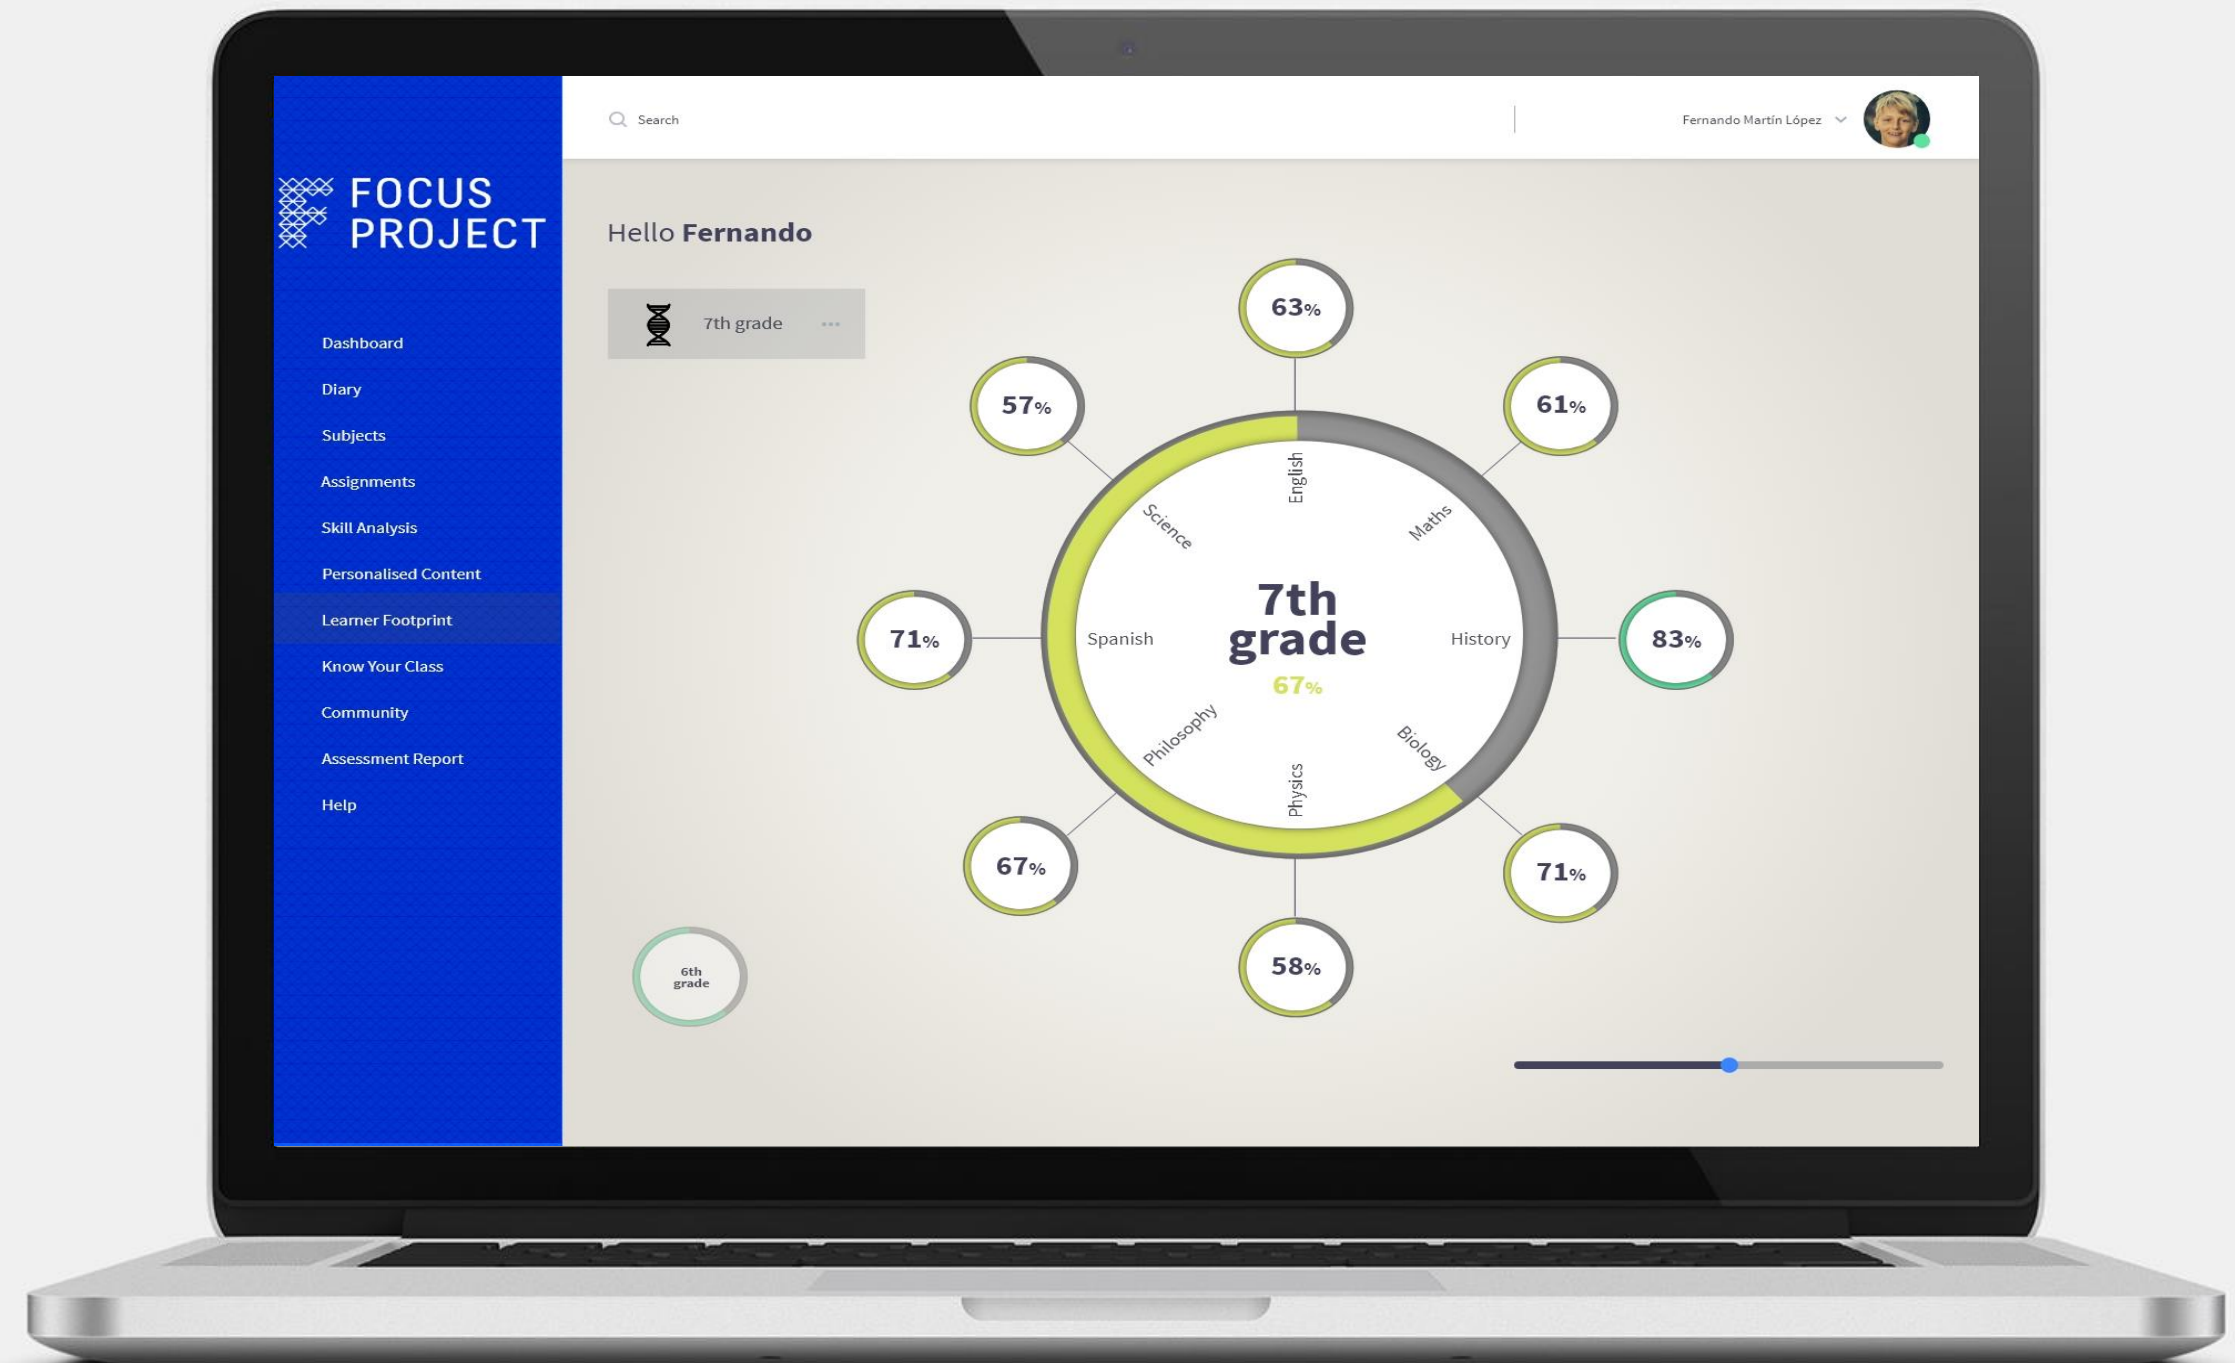 Search
Fernando Martín López
FOCUS
PROJECT
Dashboard
Diary
Subjects
Assignments
Skill Analysis
Personalised Content
Learner Footprint
Know Your Class
Community
Assessment Report
Help
Hello Fernando
7th grade
63%
57%
61%
English
Science
Maths
71%
Spanish
7th
grade
67%
History
83%
Philosophy
Physics
Biology
67%
71%
58%
6th
grade